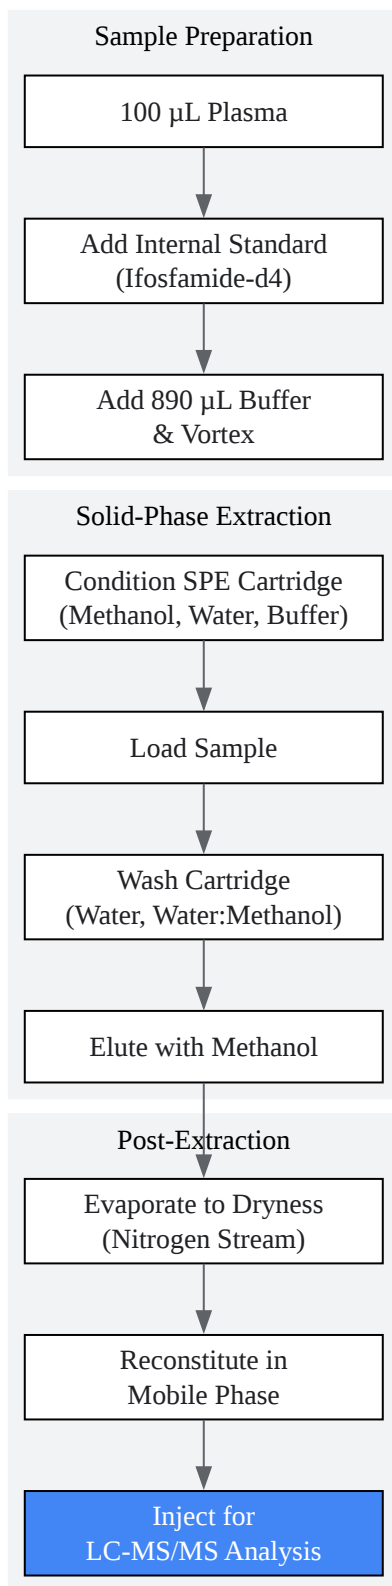 Sample Preparation
100 µL Plasma
Add Internal Standard
(Ifosfamide-d4)
Add 890 µL Buffer
& Vortex
Solid-Phase Extraction
Condition SPE Cartridge
(Methanol, Water, Buffer)
Load Sample
Wash Cartridge
(Water, Water:Methanol)
Elute with Methanol
Post-Extraction
Evaporate to Dryness
(Nitrogen Stream)
Reconstitute in
Mobile Phase
Inject for
LC-MS/MS Analysis